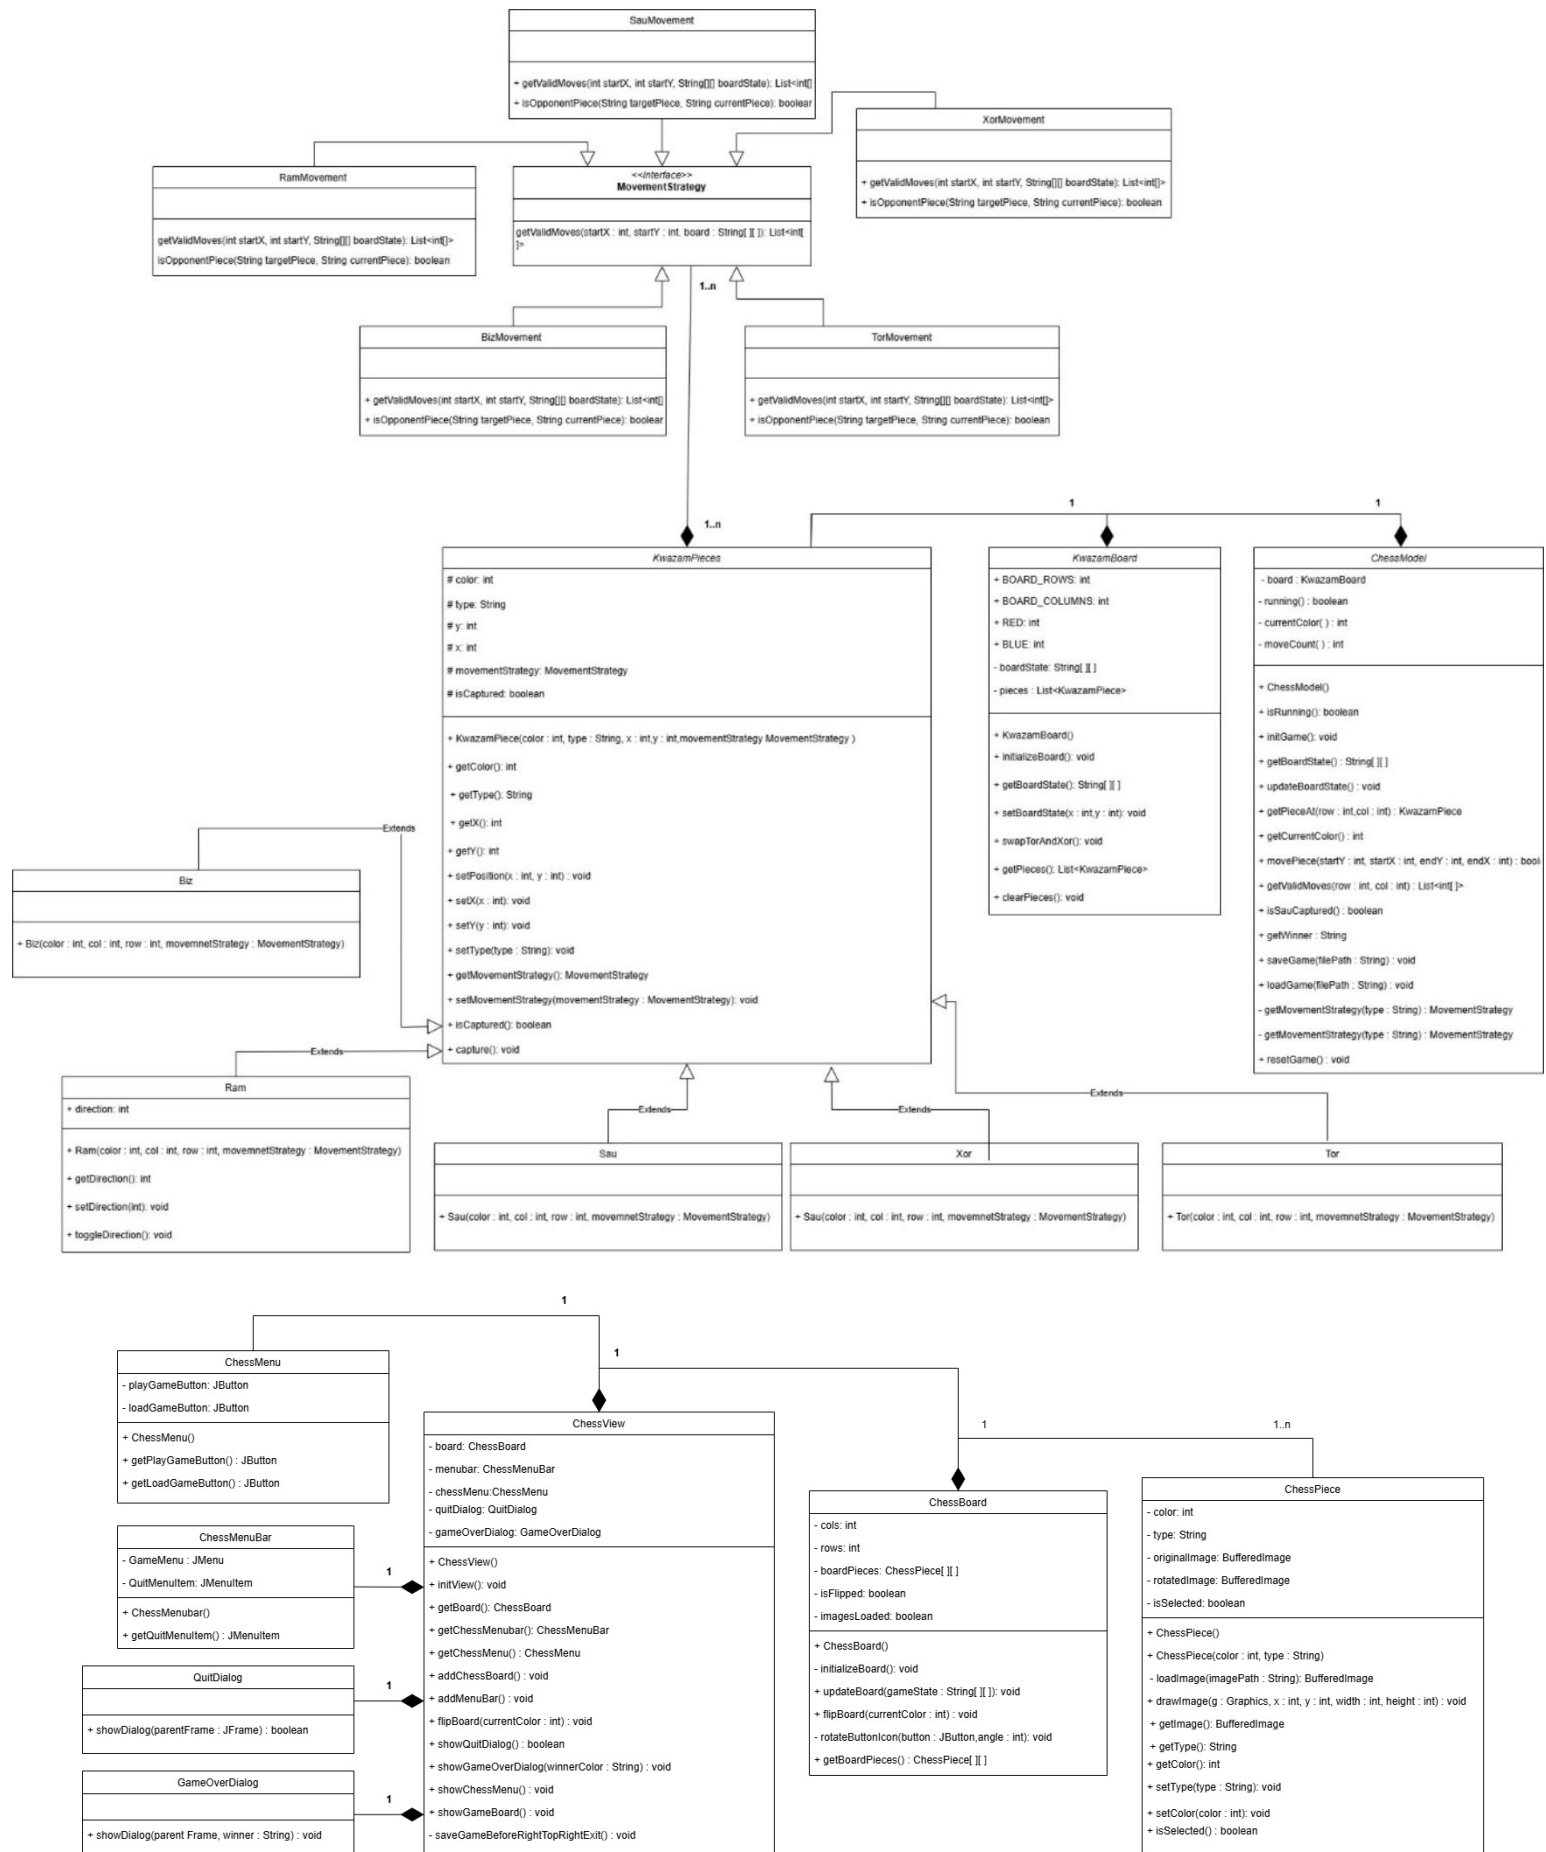 SauMovement
+ getValidMoves(int startX, int startY, String[][] boardState): List<int[]
+ isOpponentPiece(String targetPiece, String currentPiece): boolear
XorMovement
+ getValidMoves(int startX, int startY, String[][] boardState): List<int[]>
+ isOpponentPiece(String targetPiece, String currentPiece): boolean
RamMovement
getValidMoves(int startX, int startY, String[][] boardState): List<int[]>
isOpponentPiece(String targetPiece, String currentPiece): boolean
<<Interface>>
MovementStrategy
getValidMoves(startX : int, startY : int, board : String[ ][ ]): List<int[
]>
1..n
BizMovement
+ getValidMoves(int startX, int startY, String[][] boardState): List<int[]
+ isOpponentPiece(String targetPiece, String currentPiece): boolear
TorMovement
+ getValidMoves(int startX, int startY, String[][] boardState): List<int[]>
+ isOpponentPiece(String targetPiece, String currentPiece): boolean
1..n
1
1
KwazamPieces
# color: int
# type: String
# y: int
# x: int
# movementStrategy: MovementStrategy
# isCaptured: boolean
+ KwazamPiece(color : int, type : String, x : int,y : int,movementStrategy MovementStrategy )
+ getColor(): int
+ getType(): String
+ getX(): int
+ getY(): int
+ setPosition(x : int, y : int) : void
+ setX(x : int): void
+ setY(y : int): void
+ setType(type : String): void
+ getMovementStrategy(): MovementStrategy
+ setMovementStrategy(movementStrategy : MovementStrategy): void
+ isCaptured(): boolean
+ capture(): void
KwazamBoard
+ BOARD_ROWS: int
+ BOARD_COLUMNS: int
+ RED: int
+ BLUE: int
- boardState: String[ ][ ]
- pieces : List<KwazamPiece>
+ KwazamBoard()
+ initializeBoard(): void
+ getBoardState(): String[ ][ ]
+ setBoardState(x : int,y : int): void
+ swapTorAndXor(): void
+ getPieces(): List<KwazamPiece>
+ clearPieces(): void
ChessModel
- board : KwazamBoard
- running() : boolean
- currentColor( ) : int
- moveCount( ) : int
+ ChessModel()
+ isRunning(): boolean
+ initGame(): void
+ getBoardState() : String[ ][ ]
+ updateBoardState() : void
+ getPieceAt(row : int,col : int) : KwazamPiece
+ getCurrentColor() : int
+ movePiece(startY : int, startX : int, endY : int, endX : int) : bool
+ getValidMoves(row : int, col : int) : List<int[ ]>
+ isSauCaptured() : boolean
+ getWinner : String
+ saveGame(filePath : String) : void
+ loadGame(filePath : String) : void
- getMovementStrategy(type : String) : MovementStrategy
- getMovementStrategy(type : String) : MovementStrategy
+ resetGame() : void
Extends
Biz
+ Biz(color : int, col : int, row : int, movemnetStrategy : MovementStrategy)
Extends
Ram
+ direction: int
+ Ram(color : int, col : int, row : int, movemnetStrategy : MovementStrategy)
+ getDirection(): int
+ setDirection(int): void
+ toggleDirection(): void
Extends
Extends
Extends
Sau
+ Sau(color : int, col : int, row : int, movemnetStrategy : MovementStrategy)
Xor
+ Sau(color : int, col : int, row : int, movemnetStrategy : MovementStrategy)
Tor
+ Tor(color : int, col : int, row : int, movemnetStrategy : MovementStrategy)
1
1
ChessMenu
- playGameButton: JButton
- loadGameButton: JButton
+ ChessMenu()
+ getPlayGameButton() : JButton
+ getLoadGameButton() : JButton
ChessMenuBar
- GameMenu : JMenu
- QuitMenuItem: JMenuItem
+ ChessMenubar()
+ getQuitMenuItem() : JMenuItem
1
QuitDialog
+ showDialog(parentFrame : JFrame) : boolean
1
GameOverDialog
+ showDialog(parent Frame, winner : String) : void
1
ChessView
- board: ChessBoard
- menubar: ChessMenuBar
- chessMenu:ChessMenu
- quitDialog: QuitDialog
- gameOverDialog: GameOverDialog
+ ChessView()
+ initView(): void
+ getBoard(): ChessBoard
+ getChessMenubar(): ChessMenuBar
+ getChessMenu() : ChessMenu
+ addChessBoard() : void
+ addMenuBar() : void
+ flipBoard(currentColor : int) : void
+ showQuitDialog() : boolean
+ showGameOverDialog(winnerColor : String) : void
+ showChessMenu() : void
+ showGameBoard() : void
- saveGameBeforeRightTopRightExit() : void
1
1..n
ChessBoard
- cols: int
- rows: int
- boardPieces: ChessPiece[ ][ ]
- isFlipped: boolean
- imagesLoaded: boolean
+ ChessBoard()
- initializeBoard(): void
+ updateBoard(gameState : String[ ][ ]): void
+ flipBoard(currentColor : int) : void
- rotateButtonIcon(button : JButton,angle : int): void
+ getBoardPieces() : ChessPiece[ ][ ]
ChessPiece
- color: int
- type: String
- originalImage: BufferedImage
- rotatedImage: BufferedImage
- isSelected: boolean
+ ChessPiece()
+ ChessPiece(color : int, type : String)
- loadImage(imagePath : String): BufferedImage
+ drawImage(g : Graphics, x : int, y : int, width : int, height : int) : void
+ getImage(): BufferedImage
+ getType(): String
+ getColor(): int
+ setType(type : String): void
+ setColor(color : int): void
+ isSelected() : boolean